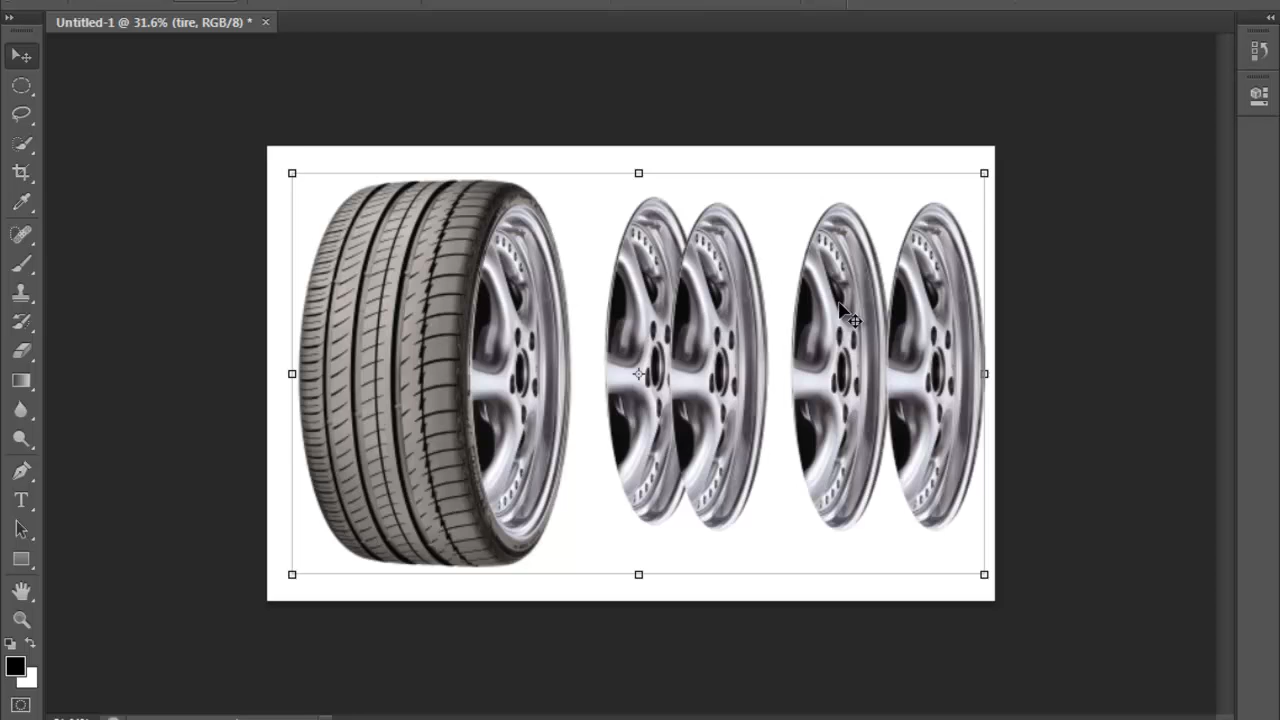 Untitled-1 @ 31.6% (tire, RGB/8) *